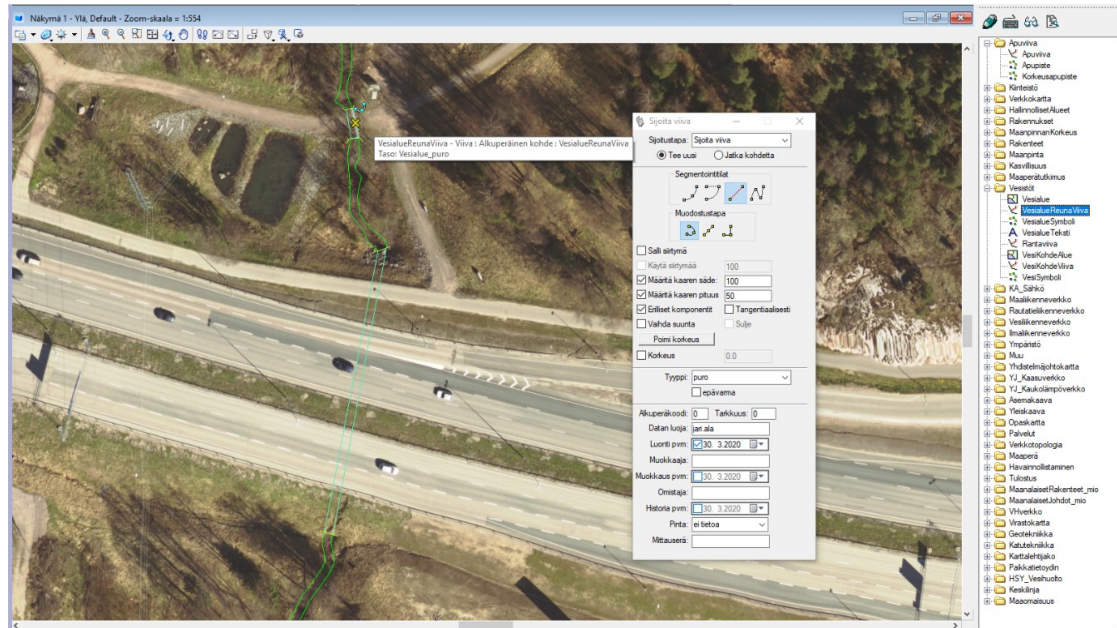 Näkymä 1 - Ylä, Default - Zoom-skaala = 1:554
VesialueReunaViiva - Viiva : Alkuperäinen kohde : VesialueReunaViiva
Taso: Vesialue_puro
Sijoita viiva
Sijoitustapa: Sijoita viiva
Tee uusi Jatka kohdetta
Segmentointitilat
Muodostustapa
Salli siirtymä
Käytä siirtymää 100
Määritä kaaren säde: 100
Määritä kaaren pituus 50
Erilliset komponentit Tangentiaalisesti
Vaihda suunta Sulje
Poimi korkeus
Korkeus 0.0
Tyyppi: puro
epävarma
Alkuperäkoodi: 0 Tarkkuus: 0
Datan luoja: jari.ala
Luonti pvm: 30. 3.2020
Muokkaaja:
Muokkaus pvm: 30. 3.2020
Omistaja:
Historia pvm: 30. 3.2020
Pinta: ei tietoa
Mittauserä:
Apuviiva
Apuviiva
Apupiste
Korkeusapupiste
Kiinteistö
Verkkokartta
HallinnollisetAlueet
Rakennukset
MaanpinnanKorkeus
Rakenteet
Maanpinta
Kasvillisuus
Maaperätutkimus
Vesistöt
Vesialue
VesialueReunaViiva
VesialueSymboli
VesialueTeksti
Rantaviiva
VesiKohdeAlue
VesiKohdeViiva
VesiSymboli
KA_Sähkö
Maaliikenneverkko
Rautatieliikenneverkko
Vesiliikenneverkko
Ilmaliikenneverkko
Ympäristö
Muu
Yhdistelmäjohtokartta
YJ_Kaasuverkko
YJ_Kaukolämpöverkko
Asemakaava
Yleiskaava
Opaskartta
Palvelut
Verkkotopologia
Maaperä
Havainnollistaminen
Tulostus
MaanalaisetRakenteet_mio
MaanalaisetJohdot_mio
VHverkko
Virastokartta
Geotekniikka
Katutekniikka
Karttalehtijako
Paikkatietoydin
HSY_Vesihuolto
Keskilinja
Maaomaisuus